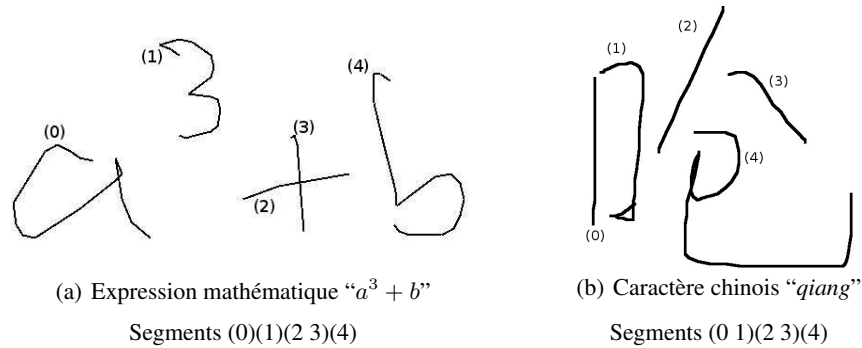 (0) (1) (2) (3) (4)
a 3 + b
(0) (1) (2) (3) (4)
(a) Expression mathématique “a³ + b”
Segments (0)(1)(2 3)(4)
(b) Caractère chinois “qiang”
Segments (0 1)(2 3)(4)